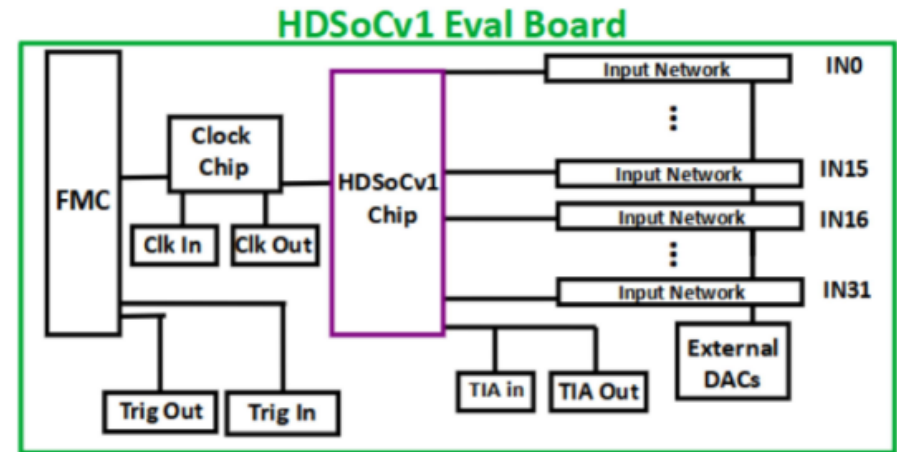 HDSoCv1 Eval Board
Input Network
IN0
Clock
Chip
HDSoCv1
Chip
Input Network
IN15
FMC
Input Network
IN16
Clk In
Clk Out
Input Network
IN31
External
DACs
TIA in
TIA Out
Trig Out
Trig In